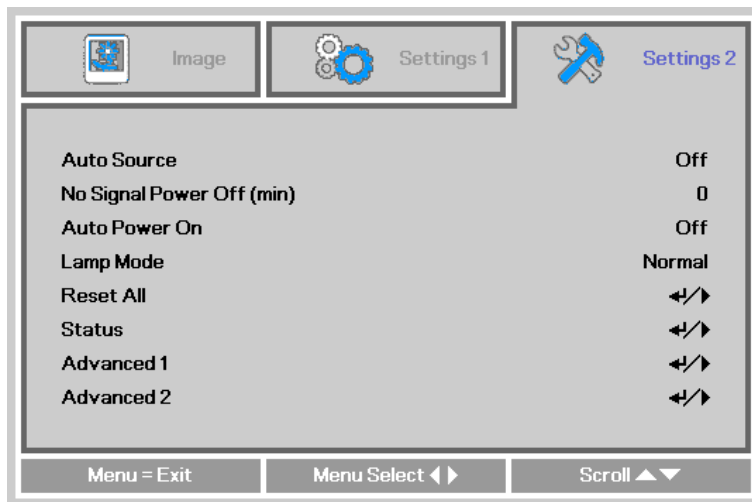 Image
Settings 1
Settings 2
Auto Source Off
No Signal Power Off (min) 0
Auto Power On Off
Lamp Mode Normal
Reset All ↵/▶
Status ↵/▶
Advanced 1 ↵/▶
Advanced 2 ↵/▶
Menu = Exit Menu Select ◀ ▶ Scroll ▲ ▼